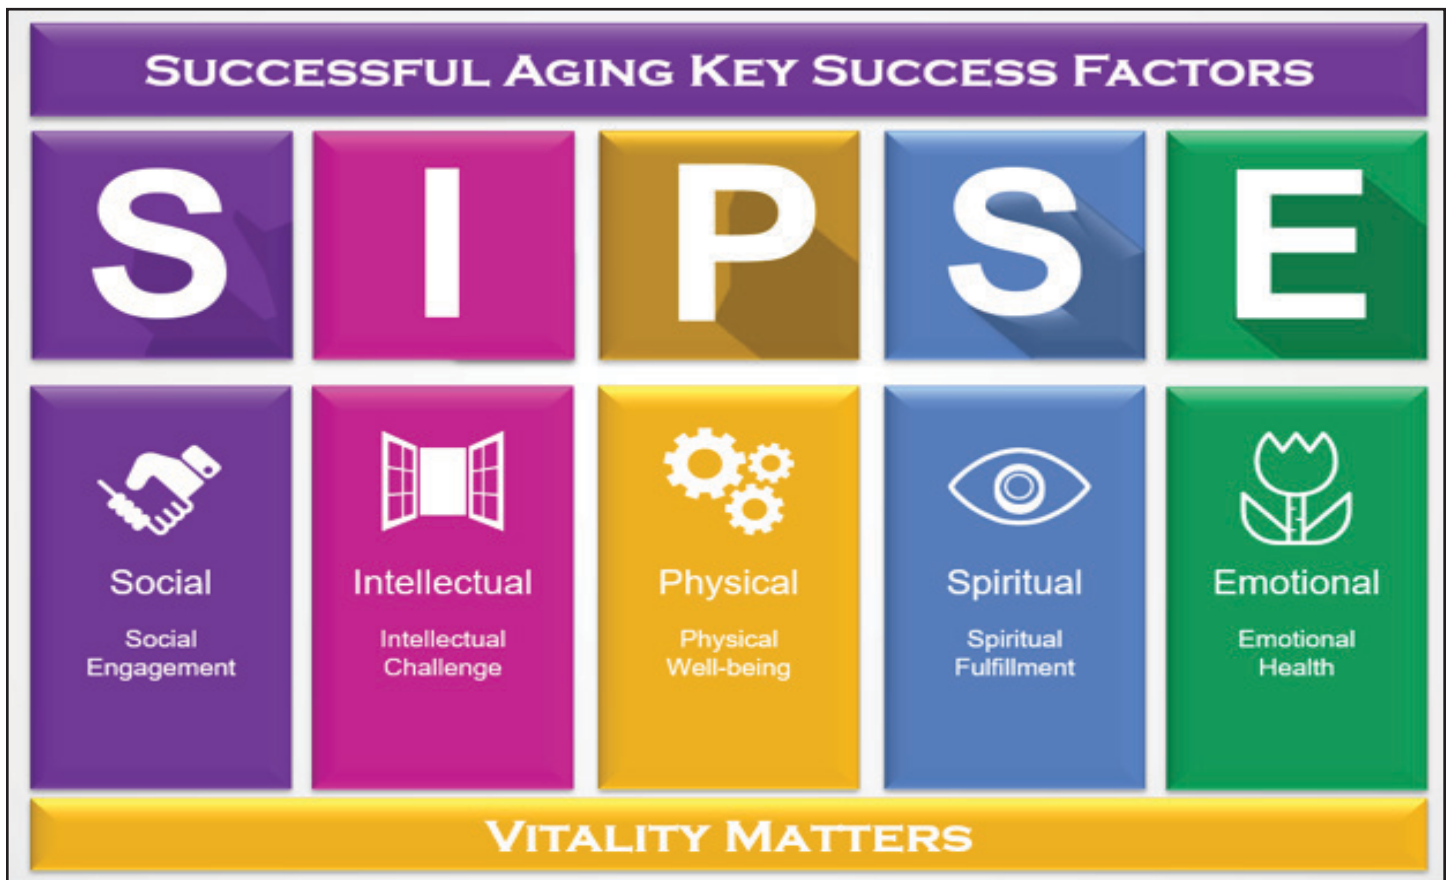 SUCCESSFUL AGING KEY SUCCESS FACTORS
S I P S E
Social
Social
Engagement
Intellectual
Intellectual
Challenge
Physical
Physical
Well-being
Spiritual
Spiritual
Fulfillment
Emotional
Emotional
Health
VITALITY MATTERS